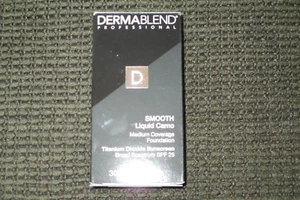 DERMABLEND
PROFESSIONAL
D
SMOOTH
Liquid Camo
Medium Coverage
Foundation
Titanium Dioxide Sunscreen
Broad Spectrum SPF 25